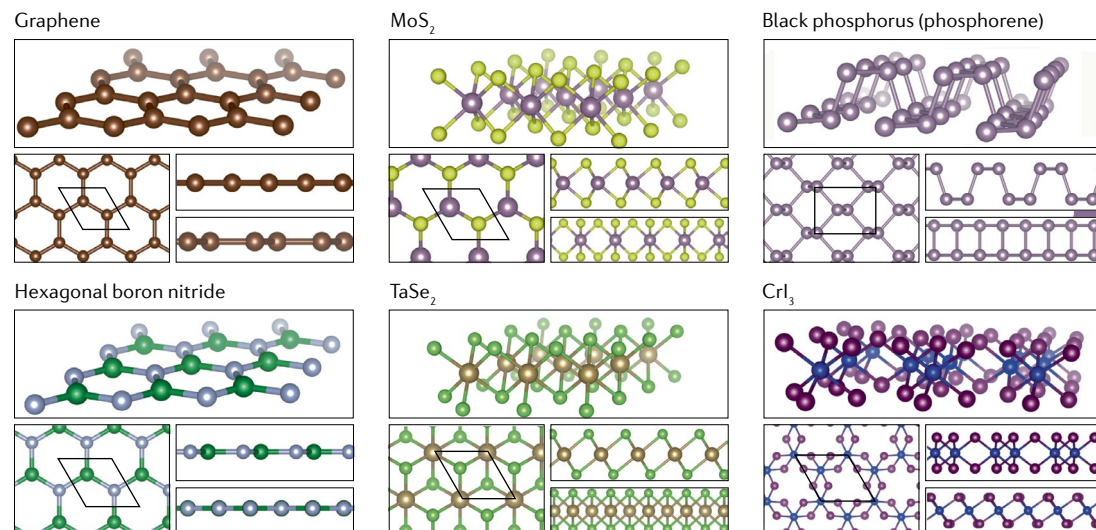 Graphene
MoS₂
Black phosphorus (phosphorene)
Hexagonal boron nitride
TaSe₂
CrI₃